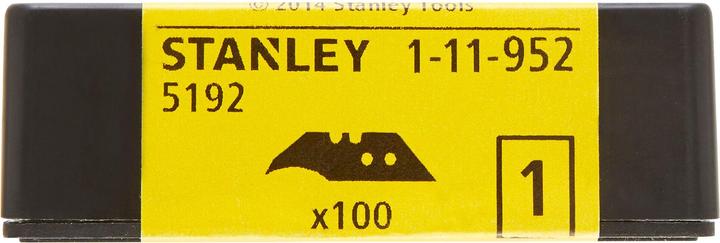 © 2014 Stanley Tools
STANLEY 1-11-952
5192
x100
1